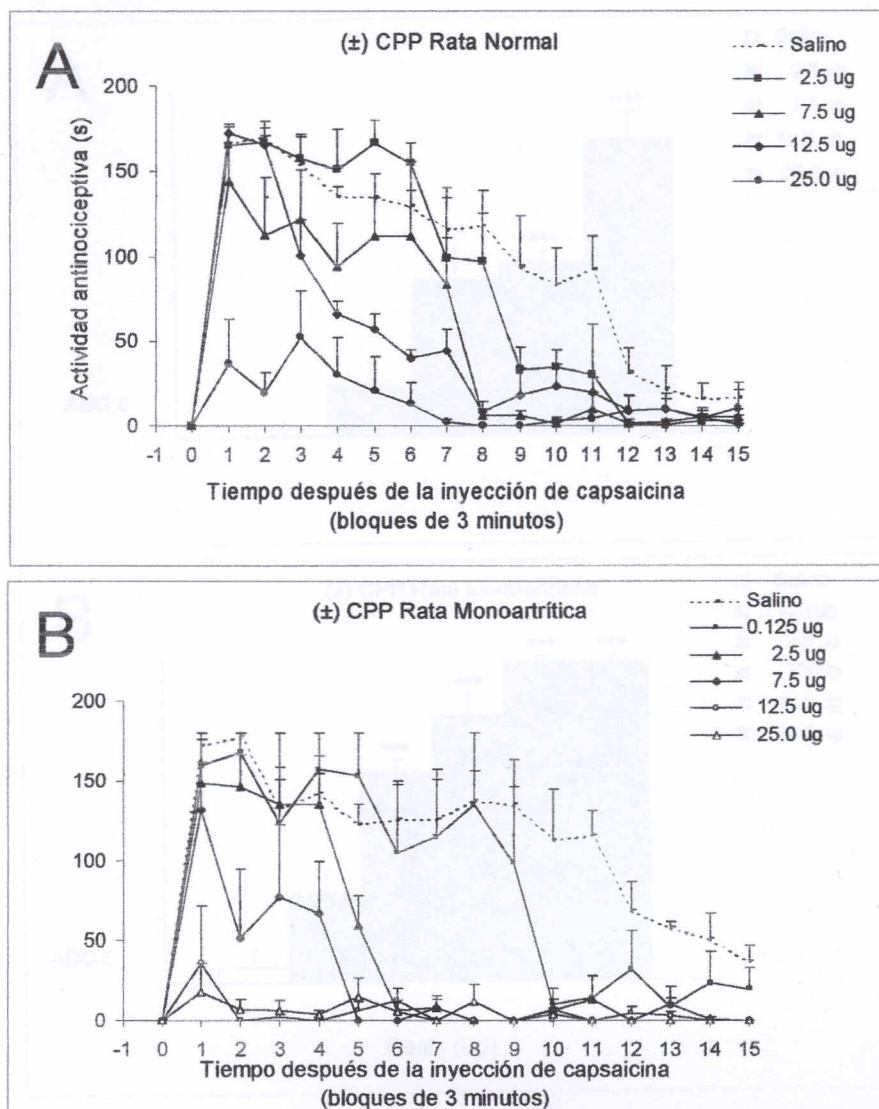 A
(±) CPP Rata Normal
Salino
2.5 ug
7.5 ug
12.5 ug
25.0 ug
Actividad antinociceptiva (s)
200
150
100
50
0
-1 0 1 2 3 4 5 6 7 8 9 10 11 12 13 14 15
Tiempo después de la inyección de capsaicina
(bloques de 3 minutos)
B
(±) CPP Rata Monoartrítica
Salino
0.125 ug
2.5 ug
7.5 ug
12.5 ug
25.0 ug
200
150
100
50
0
-1 0 1 2 3 4 5 6 7 8 9 10 11 12 13 14 15
Tiempo después de la inyección de capsaicina
(bloques de 3 minutos)